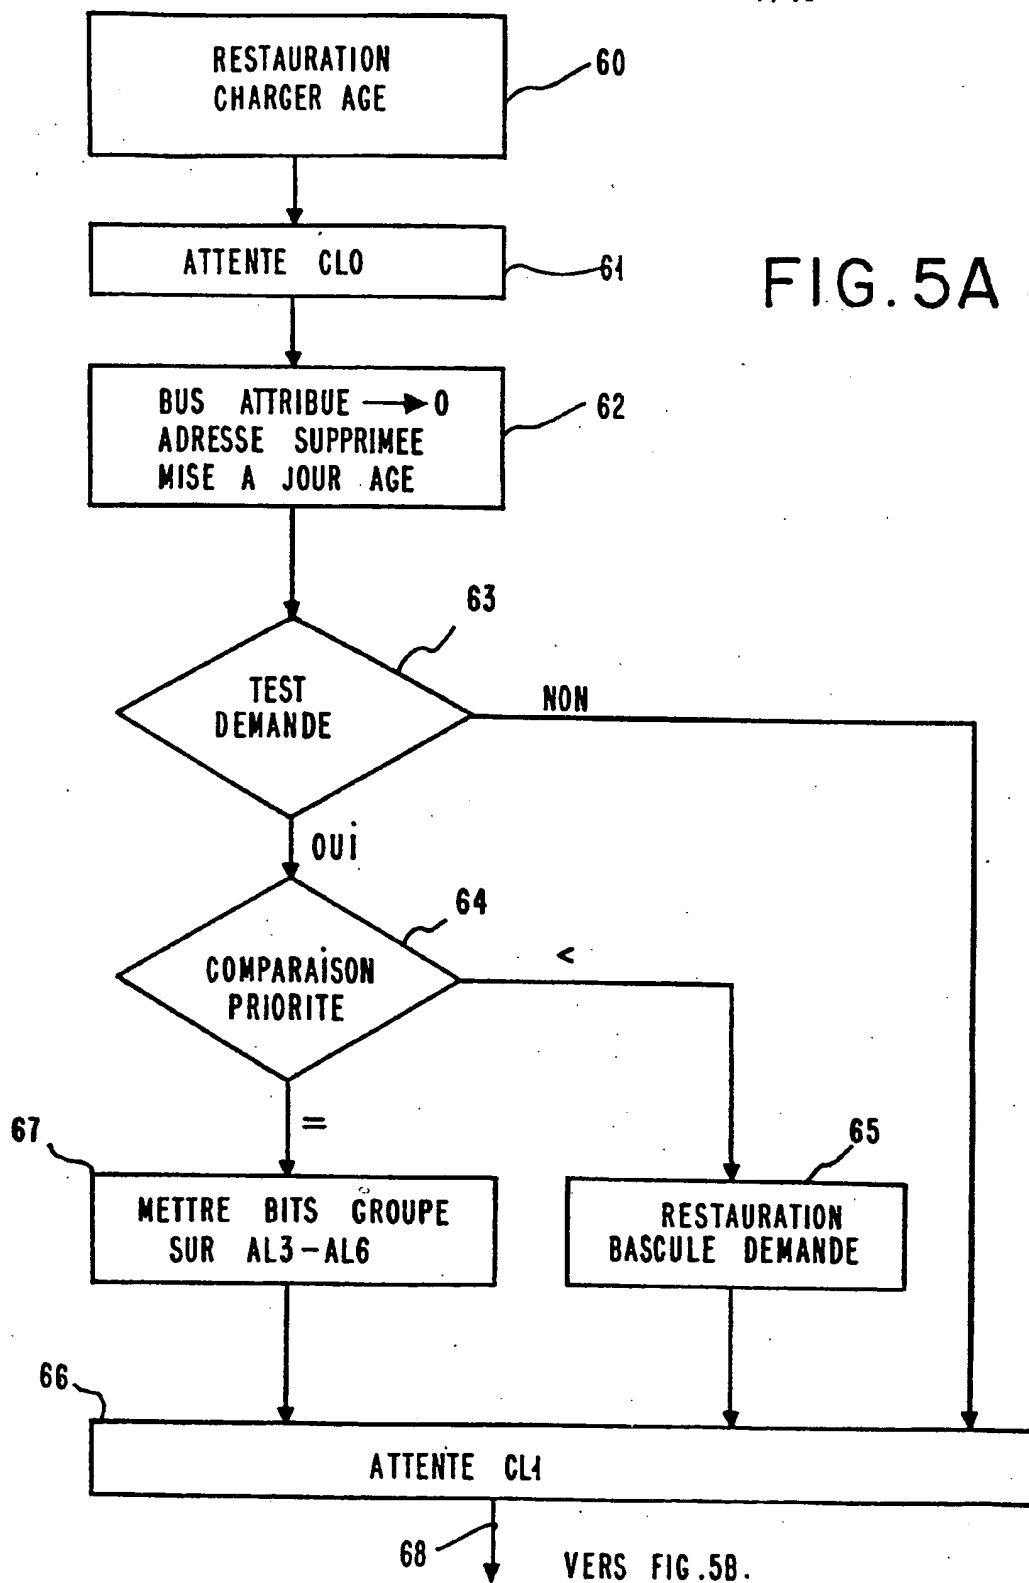 RESTAURATION
CHARGER AGE
60
ATTENTE CL0
61
FIG. 5A
BUS ATTRIBUE → 0
ADRESSE SUPPRIMEE
MISE A JOUR AGE
62
63
TEST
DEMANDE
NON
OUi
64
COMPARAiSON
PRIORITE
<
=
67
65
METTRE BITS GROUPE
SUR AL3-AL6
RESTAURATION
BASCULE DEMANDE
66
ATTENTE CL1
68
VERS FIG.5B.